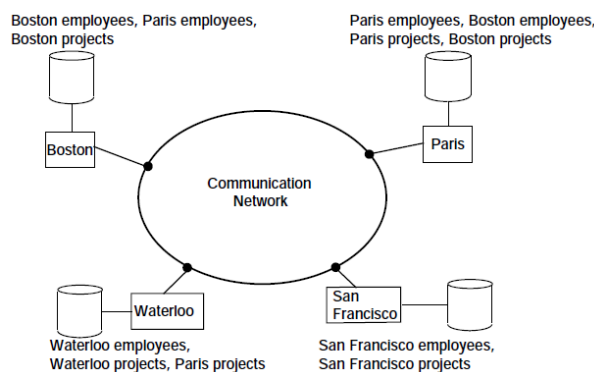 Boston employees, Paris employees,
Boston projects
Paris employees, Boston employees,
Paris projects, Boston projects
Boston
Paris
Communication
Network
Waterloo
San
Francisco
Waterloo employees,
Waterloo projects, Paris projects
San Francisco employees,
San Francisco projects